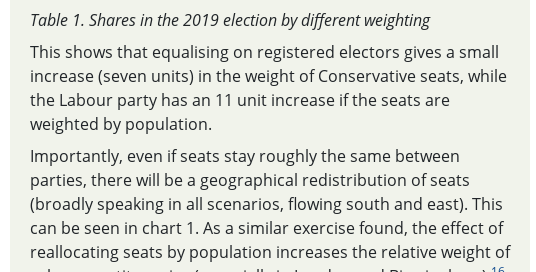 Table 1. Shares in the 2019 election by different weighting
This shows that equalising on registered electors gives a small
increase (seven units) in the weight of Conservative seats, while
the Labour party has an 11 unit increase if the seats are
weighted by population.
Importantly, even if seats stay roughly the same between
parties, there will be a geographical redistribution of seats
(broadly speaking in all scenarios, flowing south and east). This
can be seen in chart 1. As a similar exercise found, the effect of
reallocating seats by population increases the relative weight of
16